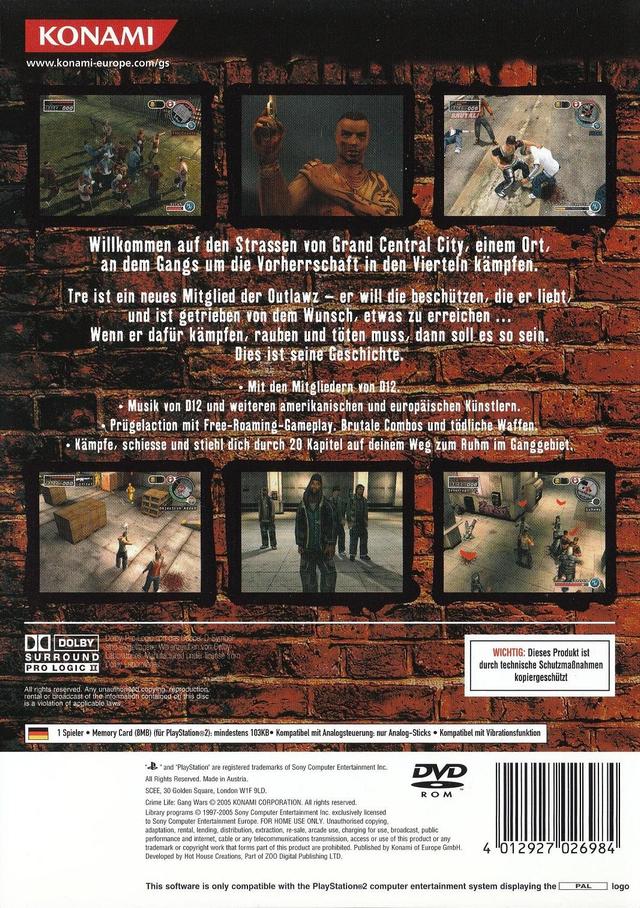 KONAMI
www.konami-europe.com/gs
Willkommen auf den Strassen von Grand Central City, einem Ort,
an dem Gangs um die Vorherrschaft in den Vierteln kämpfen.
Tre ist ein neues Mitglied der Outlawz – er will die beschützen, die er liebt,
und ist getrieben von dem Wunsch, etwas zu erreichen ...
Wenn er dafür kämpfen, rauben und töten muss, dann soll es so sein.
Dies ist seine Geschichte.
• Mit den Mitgliedern von D12.
• Musik von D12 und weiteren amerikanischen und europäischen Künstlern.
• Prügelaction mit Free-Roaming-Gameplay. Brutale Combos und tödliche Waffen.
• Kämpfe, schiesse und stiehl dich durch 20 Kapitel auf deinem Weg zum Ruhm im Ganggebiet.
DOLBY
SURROUND
PRO LOGIC II
All rights reserved. Any unauthorised copying, reproduction,
rental or broadcast of the information contained on this disc
is a violation of applicable laws.
WICHTIG: Dieses Produkt ist
durch technische Schutzmaßnahmen
kopiergeschützt
1 Spieler • Memory Card (8MB) (für PlayStation®2): mindestens 103KB • Kompatibel mit Analogsteuerung: nur Analog-Sticks • Kompatibel mit Vibrationsfunktion
" and "PlayStation" are registered trademarks of Sony Computer Entertainment Inc.
All Rights Reserved. Made in Austria.
SCEE, 30 Golden Square, London W1F 9LD.
Crime Life: Gang Wars © 2005 KONAMI CORPORATION. All rights reserved.
Library programs © 1997-2005 Sony Computer Entertainment Inc. exclusively licensed
to Sony Computer Entertainment Europe. FOR HOME USE ONLY. Unauthorised copying,
adaptation, rental, lending, distribution, extraction, re-sale, arcade use, charging for use, broadcast, public
performance and internet, cable or any telecommunications transmission, access or use of this product or any
trademark or copyright work that forms part of this product are prohibited. Published by Konami of Europe GmbH.
Developed by Hot House Creations, Part of ZOO Digital Publishing LTD.
DVD
ROM
4 012927 026984
This software is only compatible with the PlayStation®2 computer entertainment system displaying the PAL logo